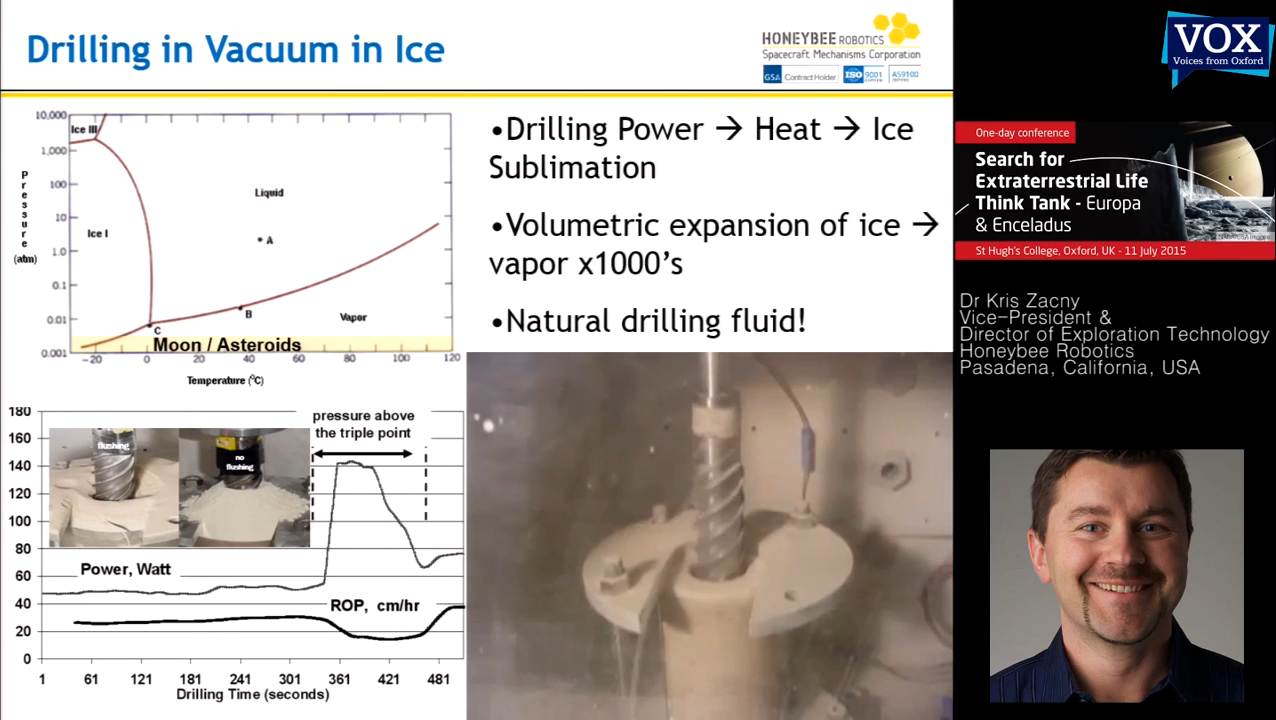 Drilling in Vacuum in Ice
HONEYBEE ROBOTICS
Spacecraft Mechanisms Corporation
GSA Contract Holder ISO 9001 AS9100
10,000
1,000
100
10
1.0
0.1
0.01
0.001
Pressure
(atm)
Ice III
Ice I
Liquid
A
B
C
Vapor
Moon / Asteroids
-20 0 20 40 60 80 100 120
Temperature (°C)
•Drilling Power → Heat → Ice
Sublimation
•Volumetric expansion of ice →
vapor x1000's
•Natural drilling fluid!
180
160
140
120
100
80
60
40
20
0
flushing
no
flushing
pressure above
the triple point
Power, Watt
ROP, cm/hr
1 61 121 181 241 301 361 421 481
Drilling Time (seconds)
VOX
Voices from Oxford
One-day conference
Search for
Extraterrestrial Life
Think Tank - Europa
& Enceladus
St Hugh's College, Oxford, UK - 11 July 2015
Dr Kris Zacny
Vice-President &
Director of Exploration Technology
Honeybee Robotics
Pasadena, California, USA